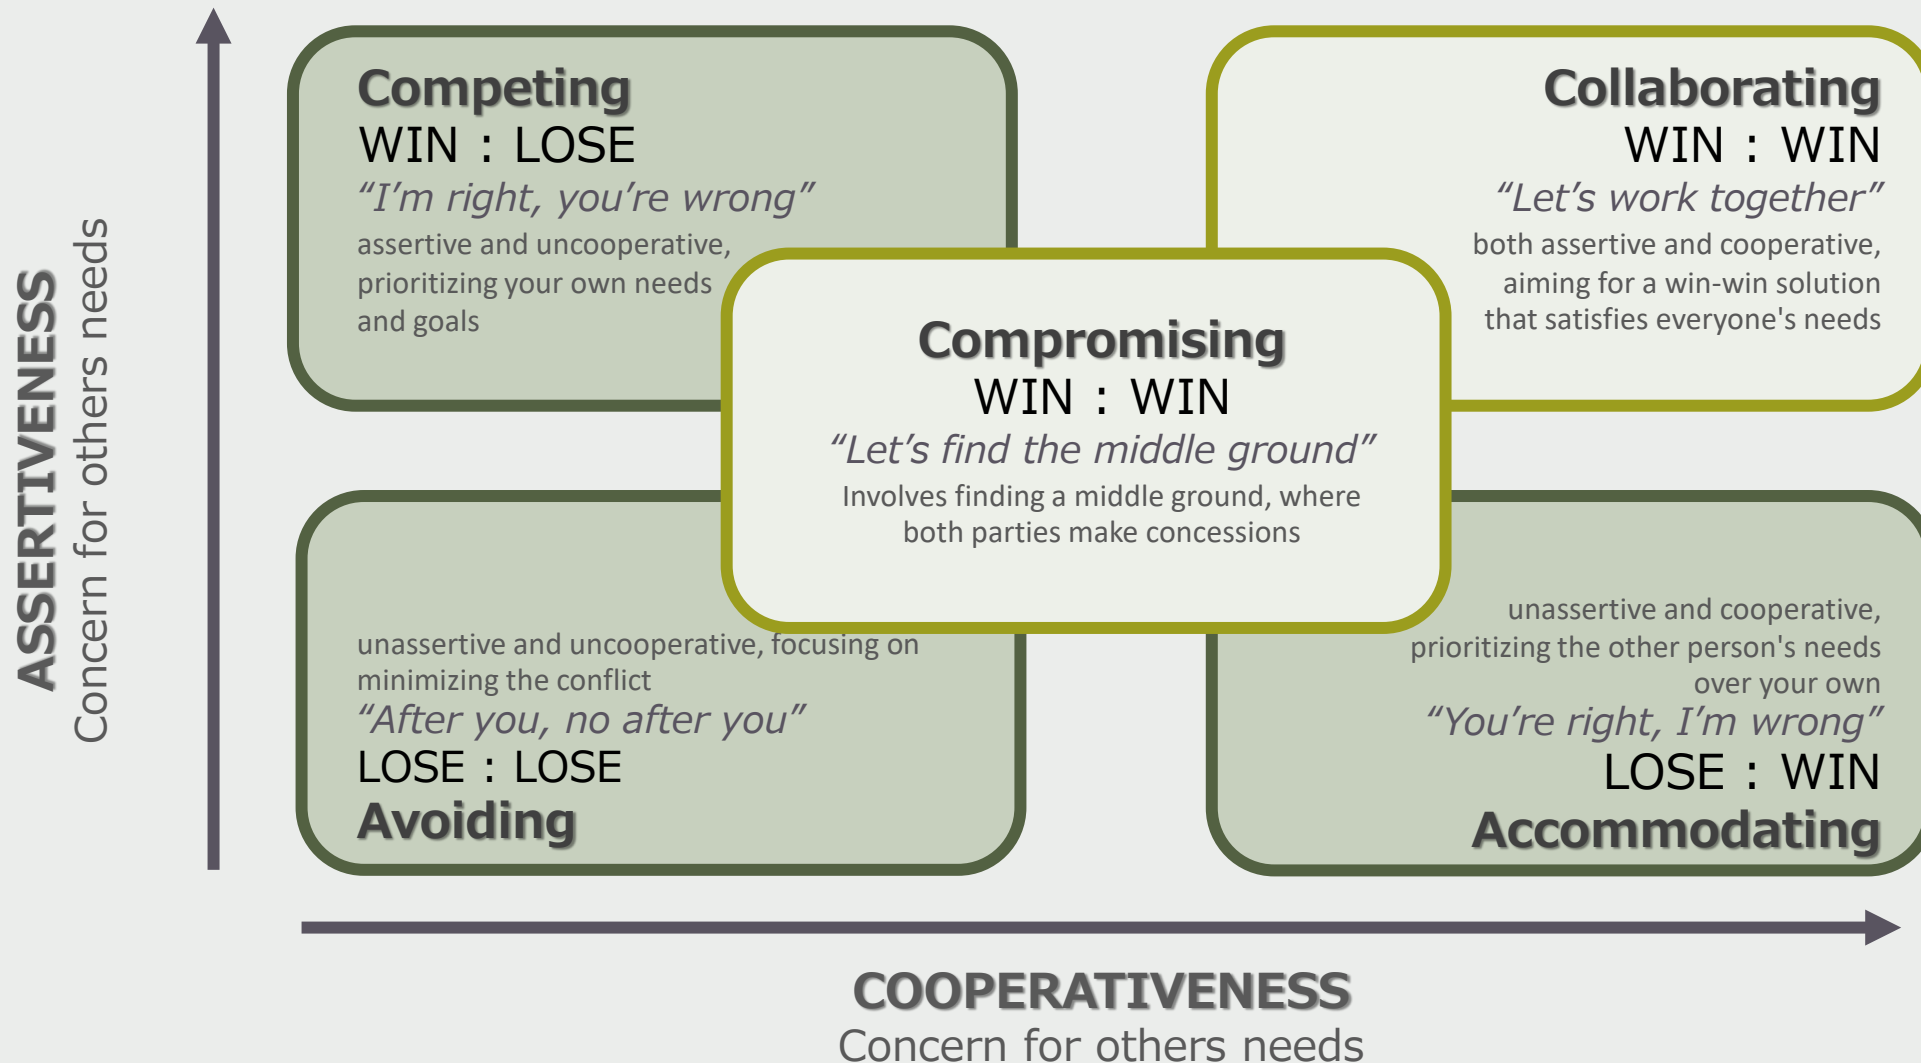 ASSERTIVENESS
Concern for others needs
Competing
WIN : LOSE
“I’m right, you’re wrong”
assertive and uncooperative,
prioritizing your own needs
and goals
Collaborating
WIN : WIN
“Let’s work together”
both assertive and cooperative,
aiming for a win-win solution
that satisfies everyone's needs
Compromising
WIN : WIN
“Let’s find the middle ground”
Involves finding a middle ground, where
both parties make concessions
unassertive and uncooperative, focusing on
minimizing the conflict
“After you, no after you”
LOSE : LOSE
Avoiding
unassertive and cooperative,
prioritizing the other person's needs
over your own
“You’re right, I’m wrong”
LOSE : WIN
Accommodating
COOPERATIVENESS
Concern for others needs